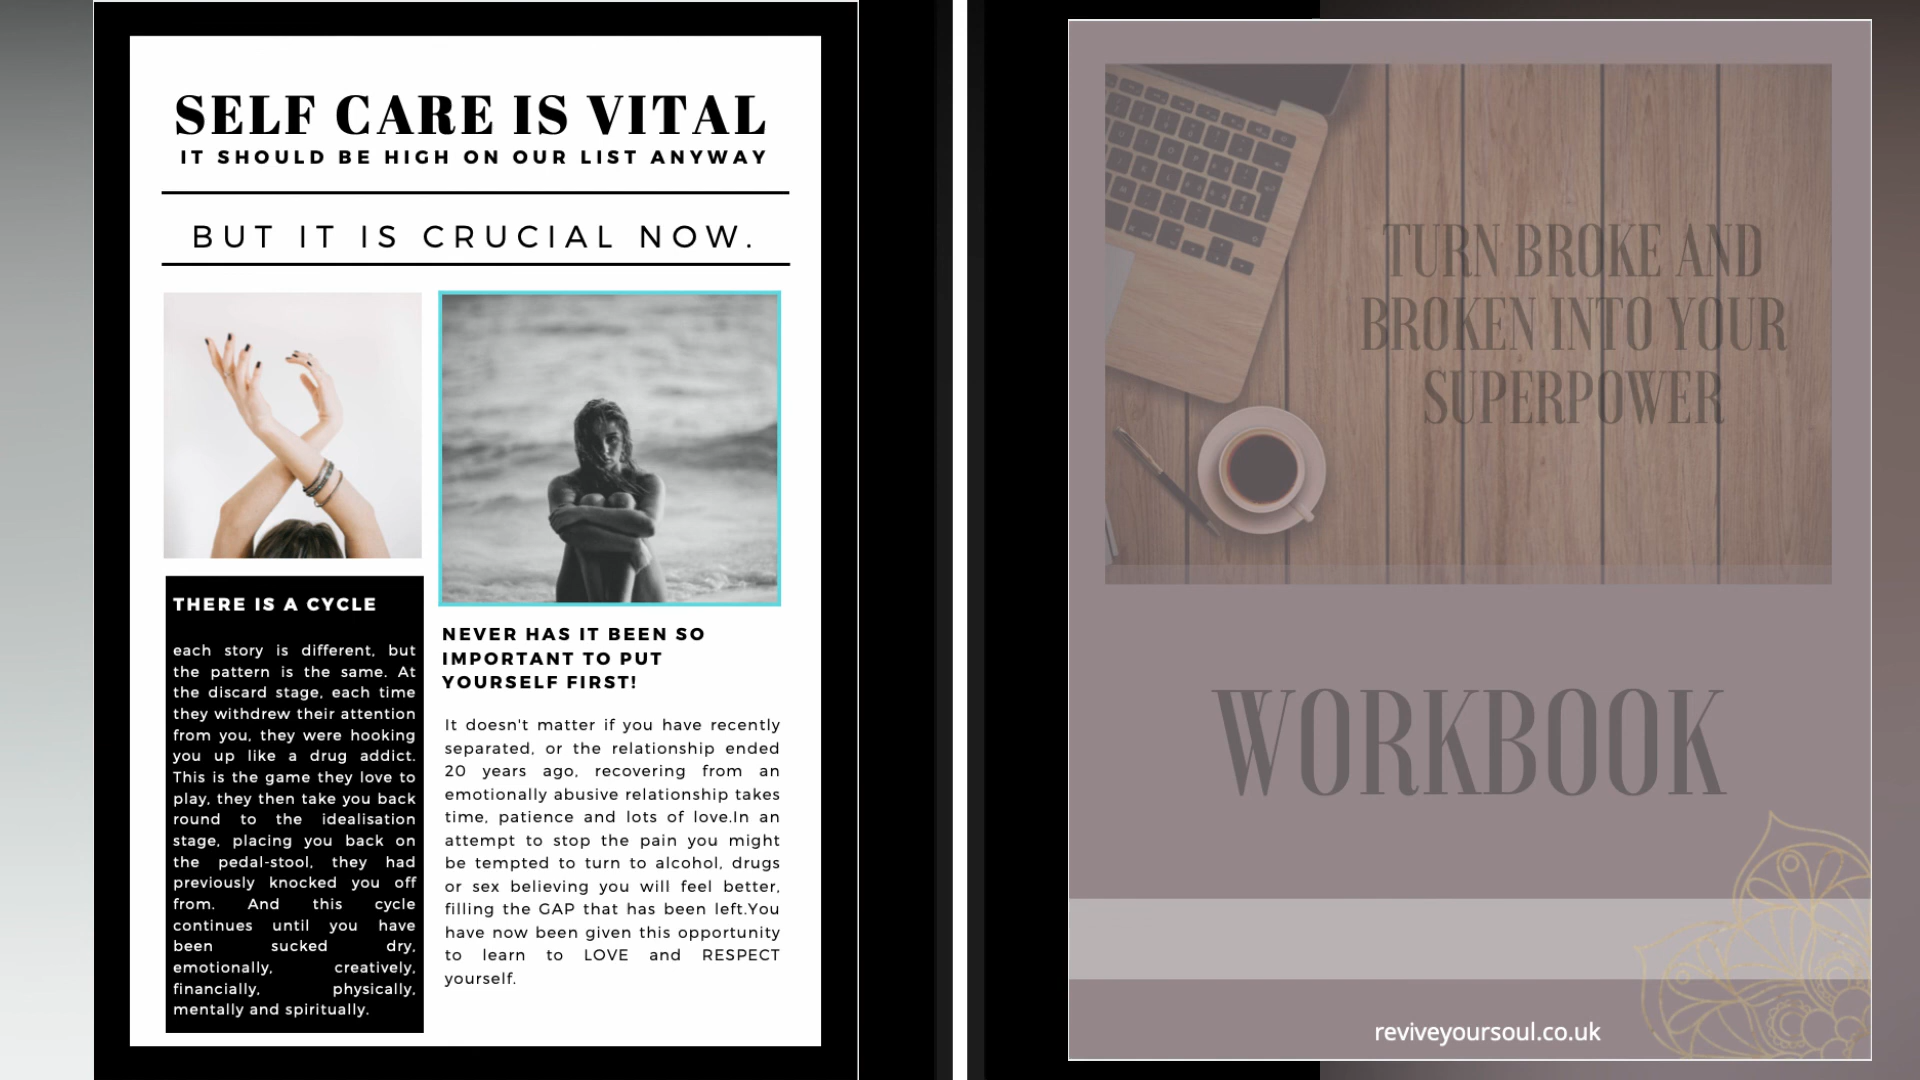 SELF CARE IS VITAL
IT SHOULD BE HIGH ON OUR LIST ANYWAY
BUT IT IS CRUCIAL NOW.
THERE IS A CYCLE
each story is different, but
the pattern is the same. At
the discard stage, each time
they withdrew their attention
from you, they were hooking
you up like a drug addict.
This is the game they love to
play, they then take you back
round to the idealisation
stage, placing you back on
the pedal-stool, they had
previously knocked you off
from. And this cycle
continues until you have
been sucked dry,
emotionally, creatively,
financially, physically,
mentally and spiritually.
NEVER HAS IT BEEN SO
IMPORTANT TO PUT
YOURSELF FIRST!
It doesn't matter if you have recently
separated, or the relationship ended
20 years ago, recovering from an
emotionally abusive relationship takes
time, patience and lots of love.In an
attempt to stop the pain you might
be tempted to turn to alcohol, drugs
or sex believing you will feel better,
filling the GAP that has been left.You
have now been given this opportunity
to learn to LOVE and RESPECT
yourself.
TURN BROKE AND
BROKEN INTO YOUR
SUPERPOWER
WORKBOOK
reviveyoursoul.co.uk